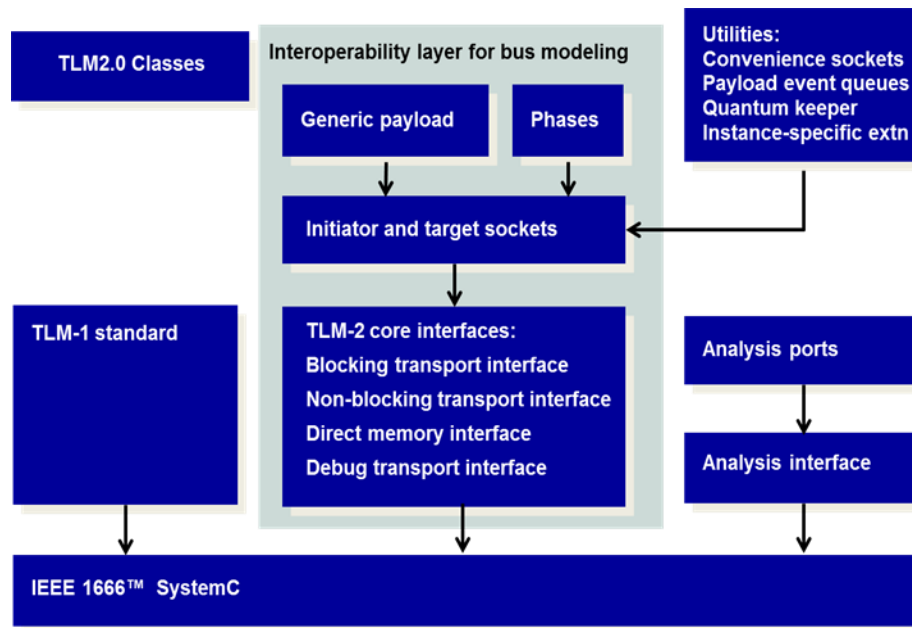 TLM2.0 Classes
Interoperability layer for bus modeling
Generic payload
Phases
Utilities:
Convenience sockets
Payload event queues
Quantum keeper
Instance-specific extn
Initiator and target sockets
TLM-1 standard
TLM-2 core interfaces:
Blocking transport interface
Non-blocking transport interface
Direct memory interface
Debug transport interface
Analysis ports
Analysis interface
IEEE 1666™ SystemC